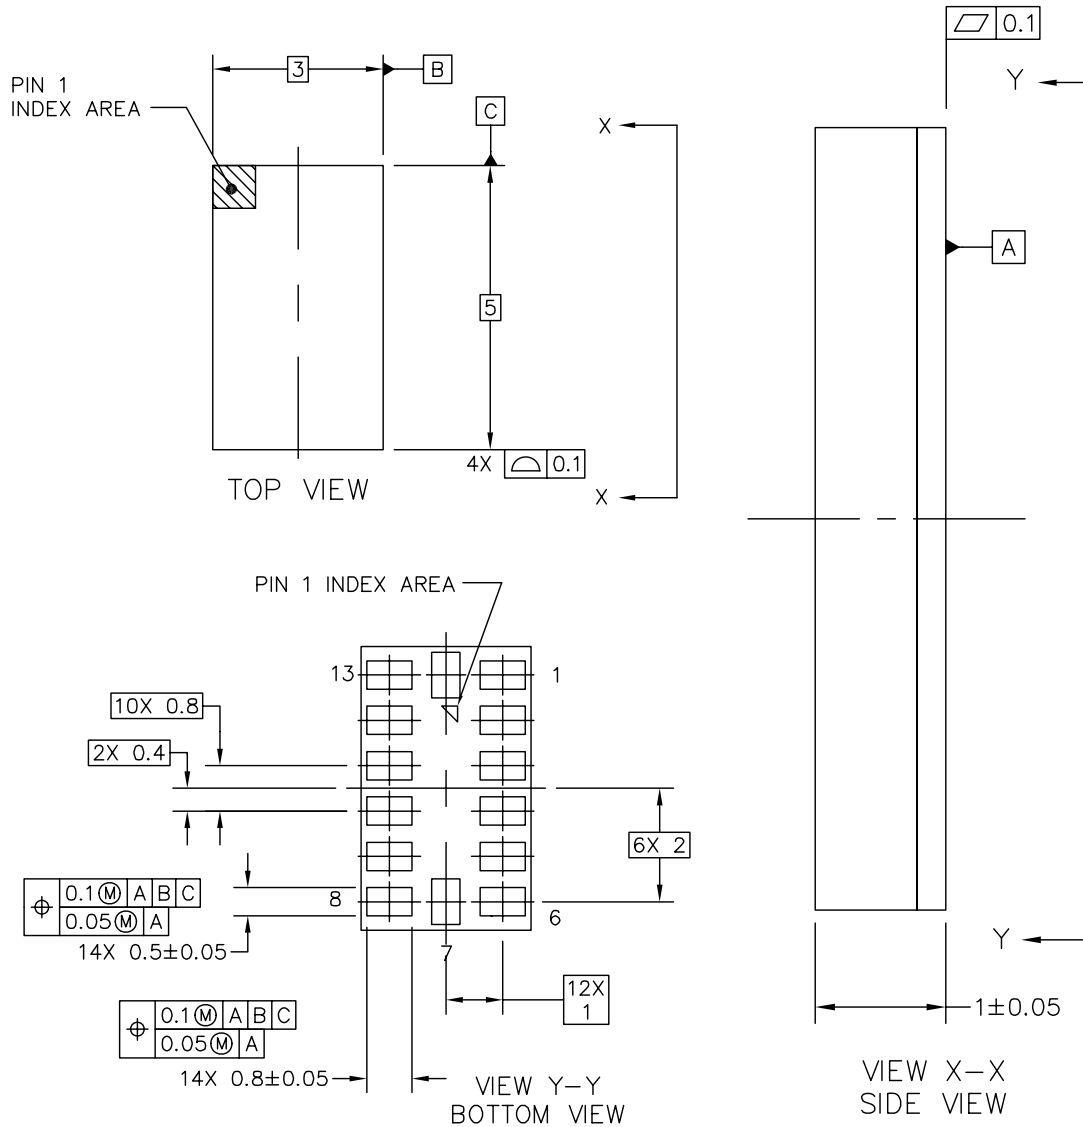 0.1
Y
3
B
PIN 1
INDEX AREA
C
X
A
5
4X 0.1
TOP VIEW
X
PIN 1 INDEX AREA
13
1
10X 0.8
2X 0.4
6X 2
0.1 Ⓜ A B C
0.05 Ⓜ A
8
6
14X 0.5±0.05
7
Y
12X
1
0.1 Ⓜ A B C
0.05 Ⓜ A
1±0.05
14X 0.8±0.05
VIEW Y-Y
BOTTOM VIEW
VIEW X-X
SIDE VIEW